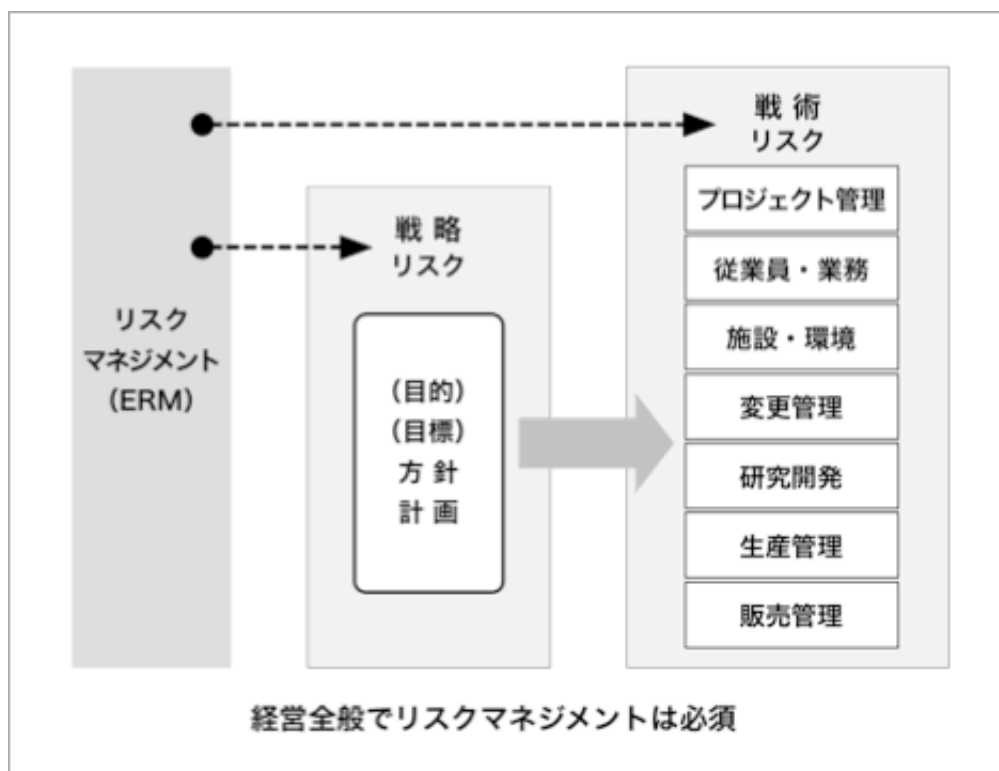 リスク
マネジメント
（ERM）
戦 略
リスク
（目的）
（目標）
方 針
計 画
戦 術
リスク
プロジェクト管理
従業員・業務
施設・環境
変更管理
研究開発
生産管理
販売管理
経営全般でリスクマネジメントは必須